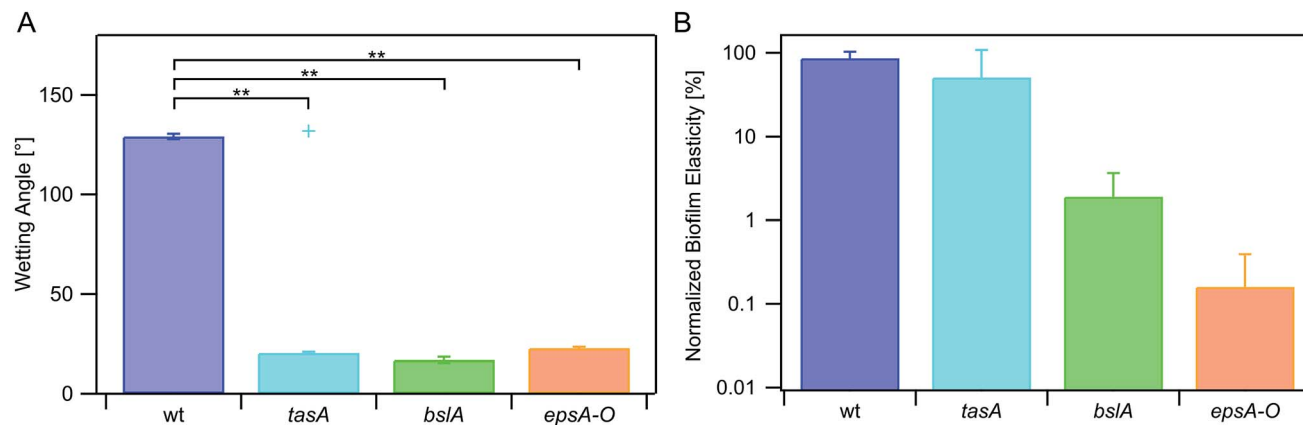 A
Wetting Angle [°]
150
100
50
0
**
**
**
+
wt
tasA
bslA
epsA-O
B
Normalized Biofilm Elasticity [%]
100
10
1
0.1
0.01
wt
tasA
bslA
epsA-O